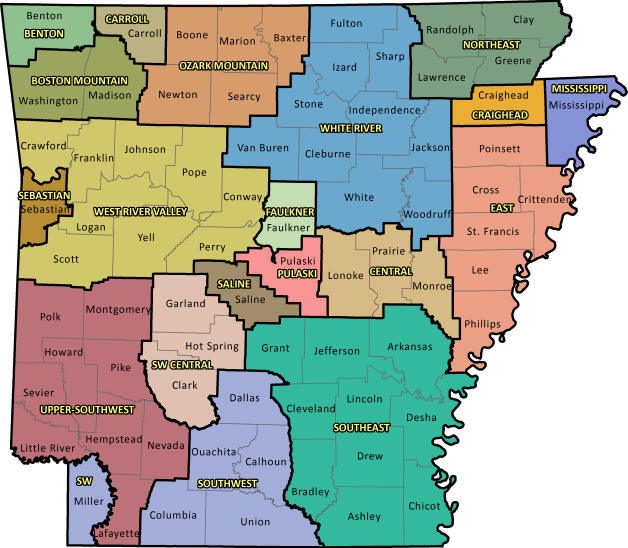 Benton
BENTON
CARROLL
Carroll
Boone
Marion
Baxter
OZARK MOUNTAIN
Newton
Searcy
BOSTON MOUNTAIN
Washington
Madison
Fulton
Izard
Sharp
Stone
Independence
WHITE RIVER
Van Buren
Cleburne
Jackson
White
Woodruff
Randolph
Clay
NORTHEAST
Greene
Lawrence
Craighead
CRAIGHEAD
MISSISSIPPI
Mississippi
Poinsett
Cross
Crittenden
EAST
St. Francis
Lee
Phillips
Crawford
Franklin
Johnson
Pope
Conway
SEBASTIAN
Sebastian
WEST RIVER VALLEY
Logan
Yell
Perry
Scott
FAULKNER
Faulkner
Pulaski
PULASKI
SALINE
Saline
Lonoke
Prairie
CENTRAL
Monroe
Garland
Hot Spring
SW CENTRAL
Clark
Polk
Montgomery
Howard
Pike
Sevier
UPPER-SOUTHWEST
Little River
Hempstead
Nevada
Lafayette
SW
Miller
Dallas
Ouachita
Calhoun
SOUTHWEST
Columbia
Union
Grant
Jefferson
Arkansas
Cleveland
Lincoln
Desha
SOUTHEAST
Drew
Bradley
Ashley
Chicot